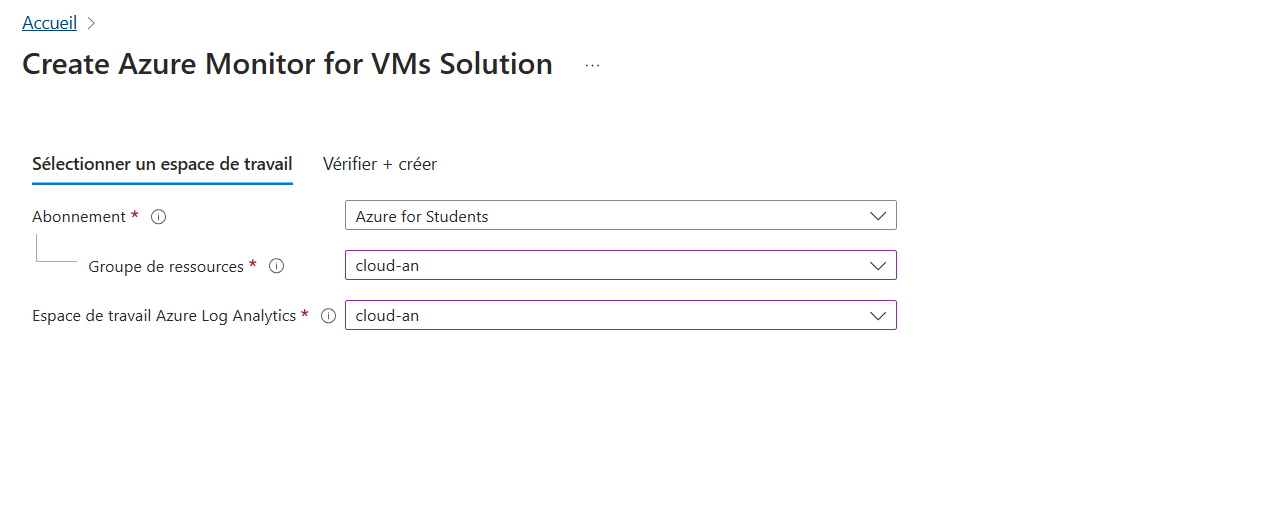 Accueil
Create Azure Monitor for VMs Solution ...
Sélectionner un espace de travail Vérifier + créer
Abonnement * Azure for Students
Groupe de ressources * cloud-an
Espace de travail Azure Log Analytics * cloud-an